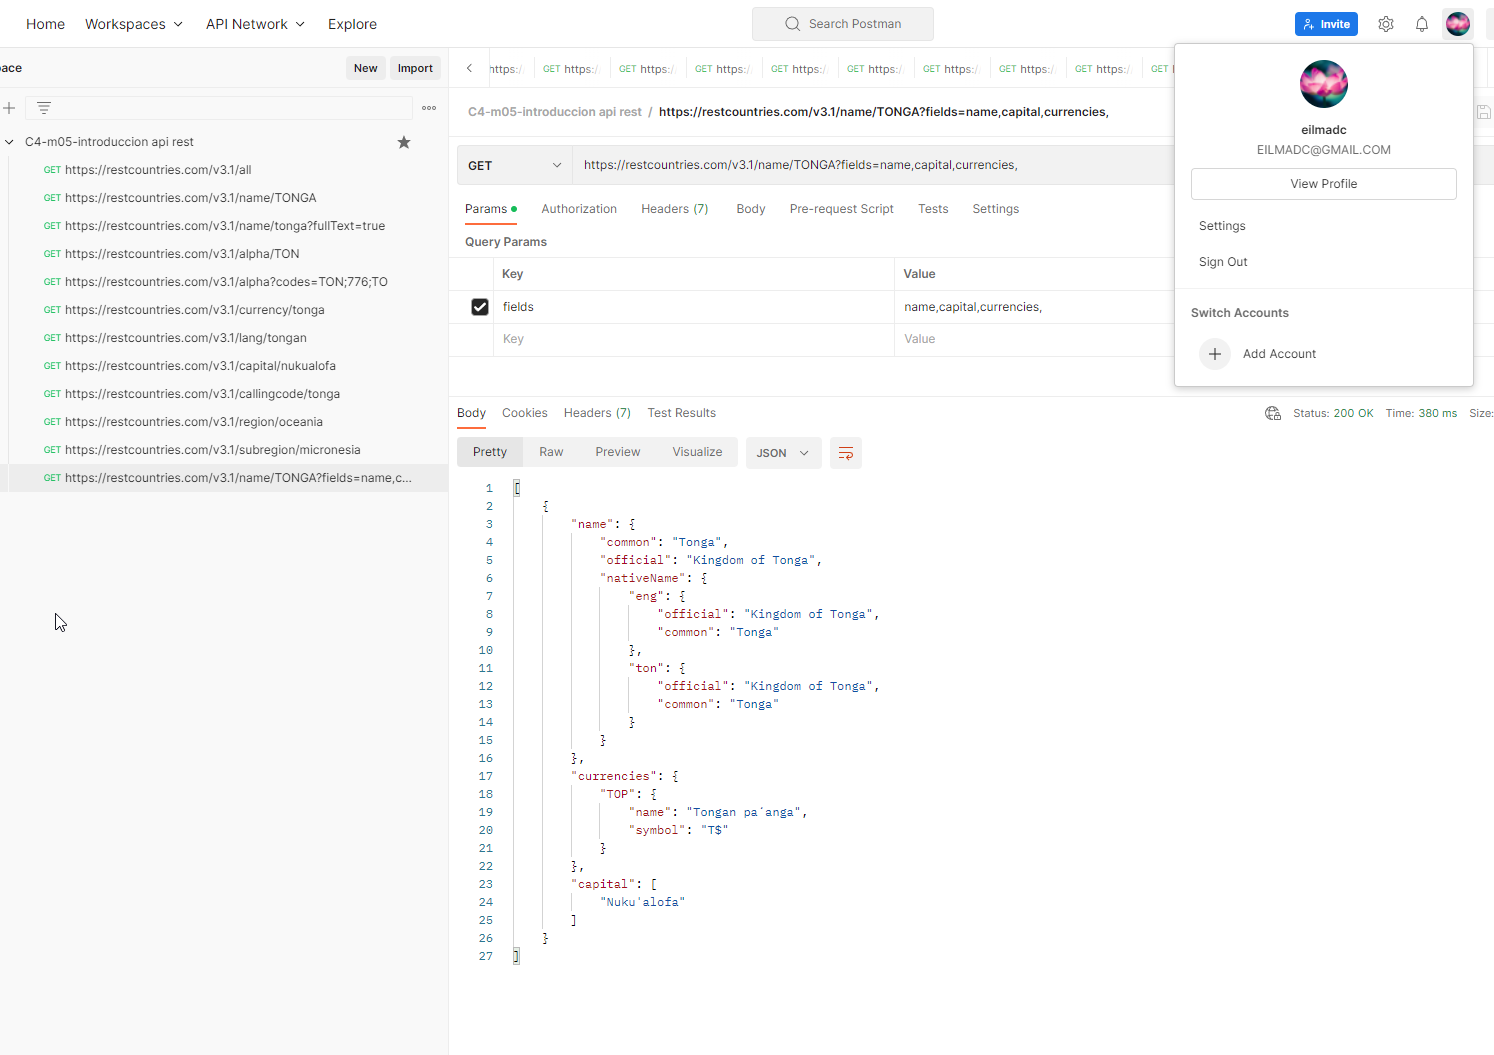 Home Workspaces API Network Explore Search Postman Invite
ace New Import
https:/ GET https:/ GET https:/ GET https:/ GET https:/ GET https:/ GET https:/ GET https:/ GET https:/ GET
C4-m05-introduccion api rest / https://restcountries.com/v3.1/name/TONGA?fields=name,capital,currencies,
C4-m05-introduccion api rest
GET https://restcountries.com/v3.1/all
GET https://restcountries.com/v3.1/name/TONGA
GET https://restcountries.com/v3.1/name/tonga?fullText=true
GET https://restcountries.com/v3.1/alpha/TON
GET https://restcountries.com/v3.1/alpha?codes=TON;776;TO
GET https://restcountries.com/v3.1/currency/tonga
GET https://restcountries.com/v3.1/lang/tongan
GET https://restcountries.com/v3.1/capital/nukualofa
GET https://restcountries.com/v3.1/callingcode/tonga
GET https://restcountries.com/v3.1/region/oceania
GET https://restcountries.com/v3.1/subregion/micronesia
GET https://restcountries.com/v3.1/name/TONGA?fields=name,c...
GET https://restcountries.com/v3.1/name/TONGA?fields=name,capital,currencies,
Params Authorization Headers (7) Body Pre-request Script Tests Settings
Query Params
Key Value
fields name,capital,currencies,
Key Value
eilmadc
EILMADC@GMAIL.COM
View Profile
Settings
Sign Out
Switch Accounts
Add Account
Body Cookies Headers (7) Test Results Status: 200 OK Time: 380 ms Size:
Pretty Raw Preview Visualize JSON
1 [
2 {
3 "name": {
4 "common": "Tonga",
5 "official": "Kingdom of Tonga",
6 "nativeName": {
7 "eng": {
8 "official": "Kingdom of Tonga",
9 "common": "Tonga"
10 },
11 "ton": {
12 "official": "Kingdom of Tonga",
13 "common": "Tonga"
14 }
15 }
16 },
17 "currencies": {
18 "TOP": {
19 "name": "Tongan paʻanga",
20 "symbol": "T$"
21 }
22 },
23 "capital": [
24 "Nuku'alofa"
25 ]
26 }
27 ]